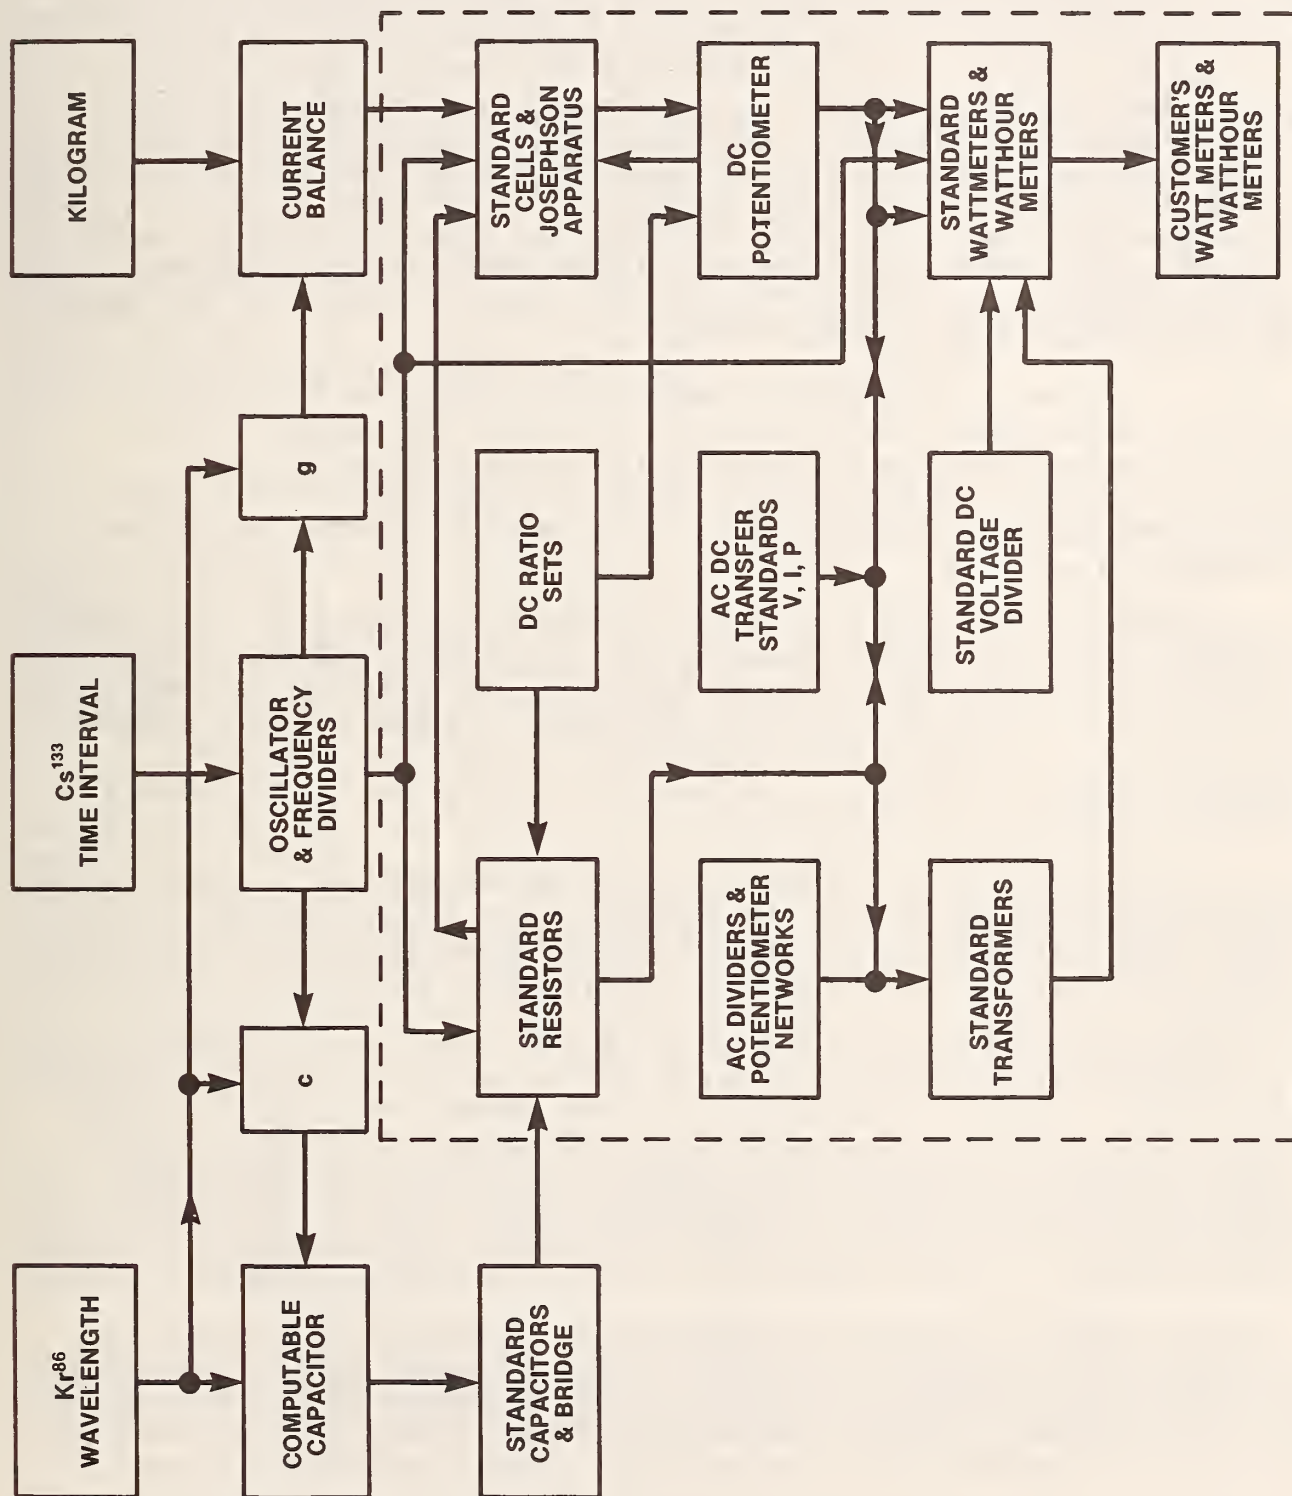 Kr⁸⁶
WAVELENGTH
Cs¹³³
TIME INTERVAL
KILOGRAM
COMPUTABLE
CAPACITOR
c
OSCILLATOR
& FREQUENCY
DIVIDERS
g
CURRENT
BALANCE
STANDARD
CAPACITORS
& BRIDGE
STANDARD
RESISTORS
DC RATIO
SETS
STANDARD
CELLS &
JOSEPHSON
APPARATUS
AC DIVIDERS &
POTENTIOMETER
NETWORKS
AC DC
TRANSFER
STANDARDS
V, I, P
DC
POTENTIOMETER
STANDARD
TRANSFORMERS
STANDARD DC
VOLTAGE
DIVIDER
STANDARD
WATTMETERS &
WATTHOUR
METERS
CUSTOMER'S
WATT METERS &
WATTHOUR
METERS